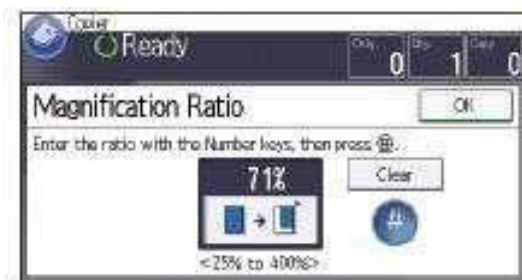 Copier
Ready
0 1 0
Magnification Ratio
OK
Enter the ratio with the Number keys, then press
71%
Clear
#
<25% to 400%>